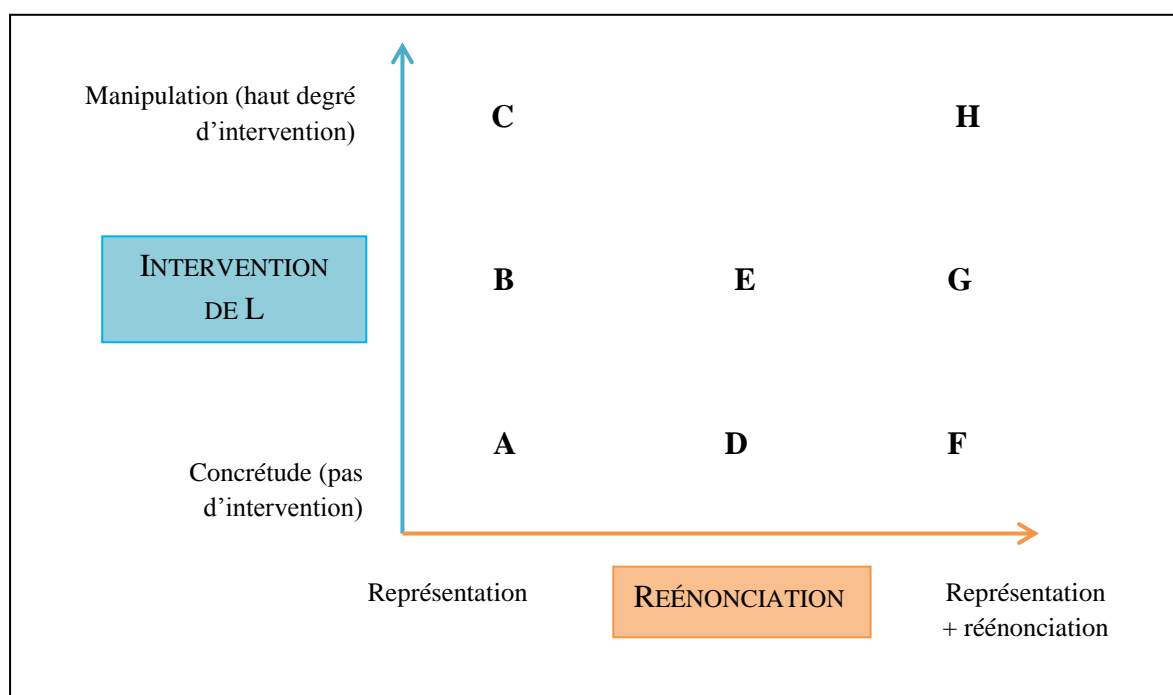 Manipulation (haut degré
d’intervention)
C
H
INTERVENTION
DE L
B
E
G
A
D
F
Concrétude (pas
d’intervention)
Représentation
REÉNONCIATION
Représentation
+ réénonciation